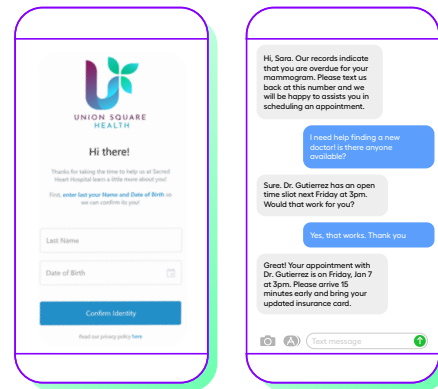 UNION SQUARE
HEALTH
Hi there!
Thanks for taking the time to help us at Sacred
Heart Hospital learn a little more about you!
First, enter last your Name and Date of Birth so
we can confirm its you!
Last Name
Date of Birth
Confirm Identity
Read our privacy policy here
Hi, Sara. Our records indicate
that you are overdue for your
mammogram. Please text us
back at this number and we
will be happy to assists you in
scheduling an appointment.
I need help finding a new
doctor! is there anyone
available?
Sure. Dr. Gutierrez has an open
time slot next Friday at 3pm.
Would that work for you?
Yes, that works. Thank you
Great! Your appointment with
Dr. Gutierrez is on Friday, Jan 7
at 3pm. Please arrive 15
minutes early and bring your
updated insurance card.
Text message